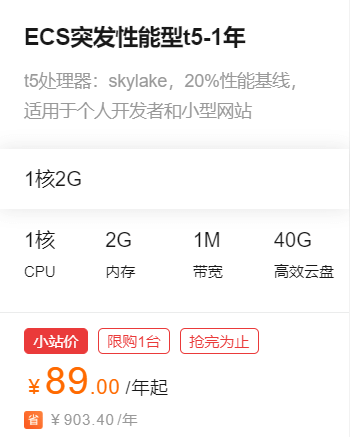 ECS突发性能型t5-1年
t5处理器：skylake，20%性能基线，
适用于个人开发者和小型网站
1核2G
1核 2G 1M 40G
CPU 内存 带宽 高效云盘
小站价 限购1台 抢完为止
¥89.00/年起
省 ¥903.40/年